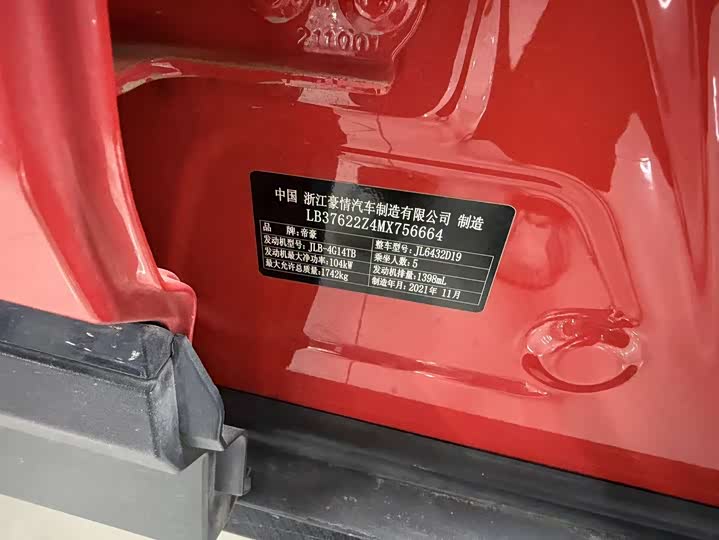 中国 浙江豪情汽车制造有限公司 制造
LB37622Z4MX756664
品 牌:帝豪 整车型号:JL6432D19
发动机型号:JLB-4G14TB 乘坐人数:5
发动机最大净功率:104kW 发动机排量:1398mL
最大允许总质量:1742kg 制造年月:2021年 11月